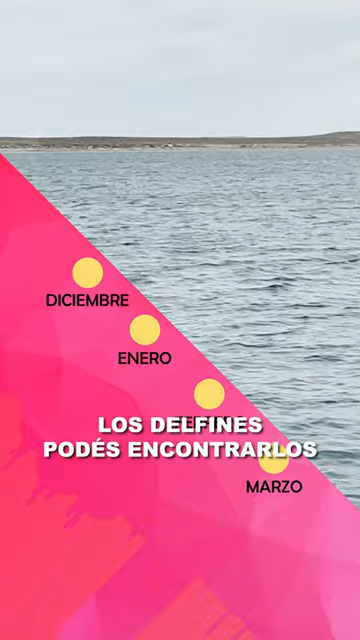 DICIEMBRE
ENERO
LOS DELFINES
PODÉS ENCONTRARLOS
MARZO